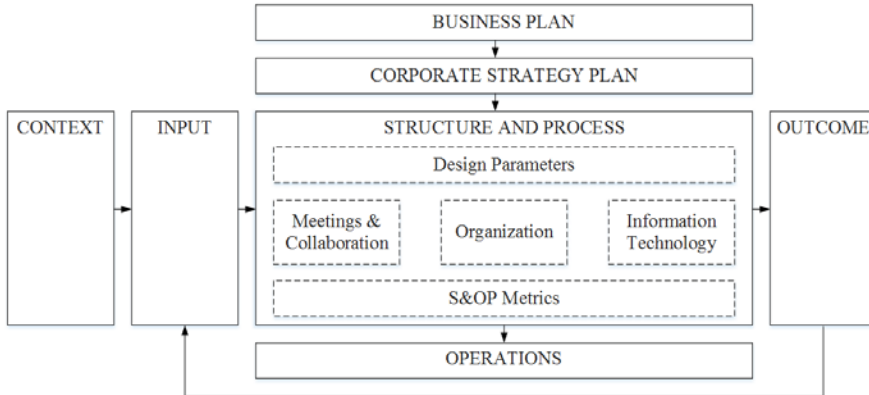 BUSINESS PLAN
CORPORATE STRATEGY PLAN
CONTEXT
INPUT
STRUCTURE AND PROCESS
OUTCOME
Design Parameters
Meetings &
Collaboration
Organization
Information
Technology
S&OP Metrics
OPERATIONS